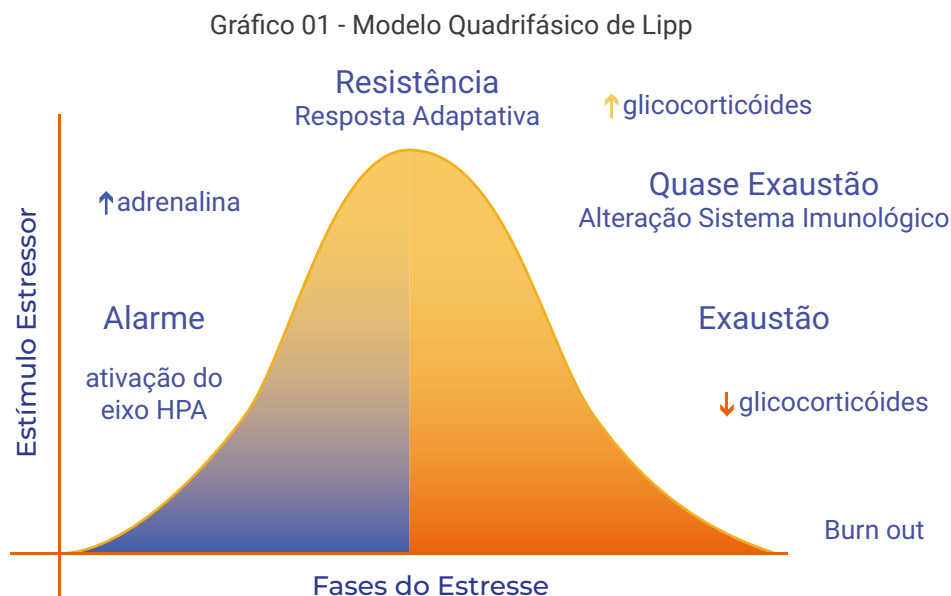 Gráfico 01 - Modelo Quadrifásico de Lipp
Resistência
Resposta Adaptativa
↑glicocorticóides
↑adrenalina
Quase Exaustão
Alteração Sistema Imunológico
Estímulo Estressor
Alarme
ativação do
eixo HPA
Exaustão
↓glicocorticóides
Burn out
Fases do Estresse